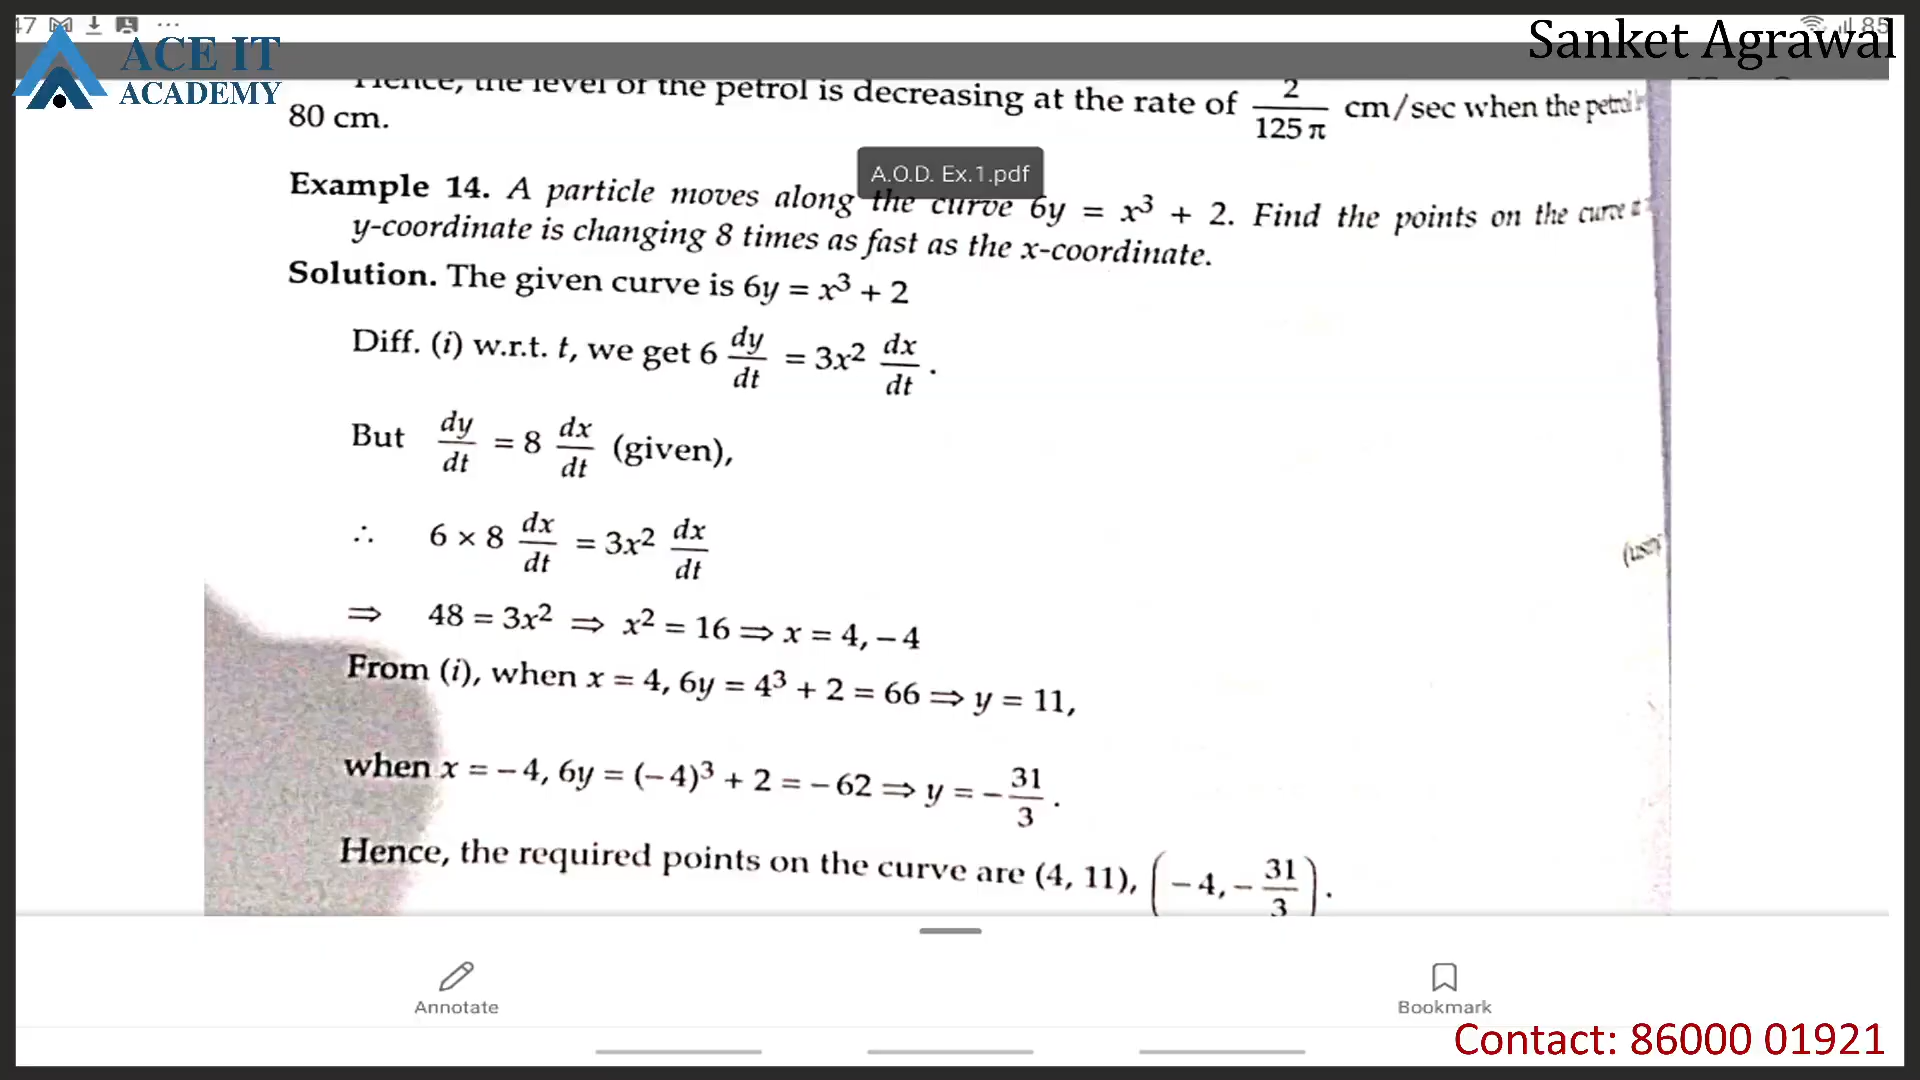 47 ...
Sanket Agrawal
85
ACE IT
ACADEMY
Hence, the level of the petrol is decreasing at the rate of 2/(125 π) cm/sec when the petrol
80 cm.
A.O.D. Ex.1.pdf
Example 14. A particle moves along the curve 6y = x³ + 2. Find the points on the curve
y-coordinate is changing 8 times as fast as the x-coordinate.
Solution. The given curve is 6y = x³ + 2
Diff. (i) w.r.t. t, we get 6 dy/dt = 3x² dx/dt .
But dy/dt = 8 dx/dt (given),
∴ 6 × 8 dx/dt = 3x² dx/dt
⇒ 48 = 3x² ⇒ x² = 16 ⇒ x = 4, – 4
From (i), when x = 4, 6y = 4³ + 2 = 66 ⇒ y = 11,
when x = – 4, 6y = (– 4)³ + 2 = – 62 ⇒ y = – 31/3 .
Hence, the required points on the curve are (4, 11), (– 4, – 31/3) .
Annotate
Bookmark
Contact: 86000 01921